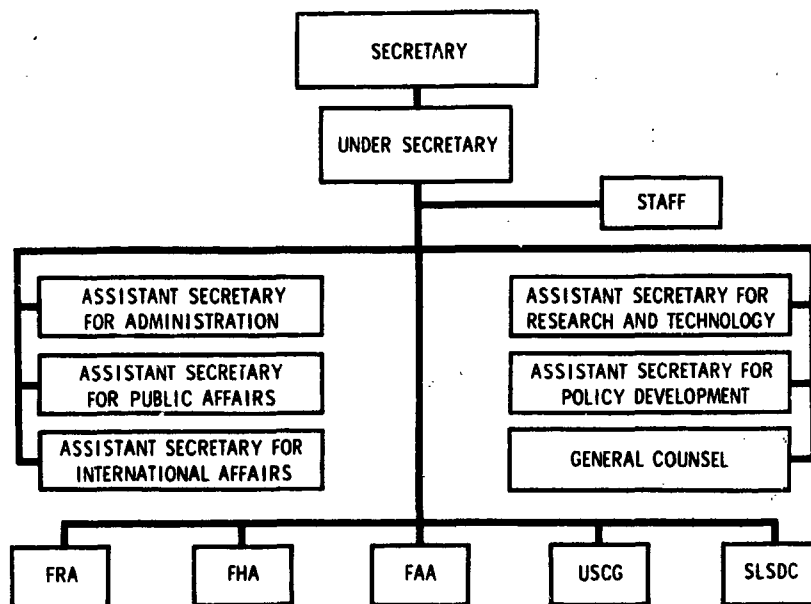 SECRETARY
UNDER SECRETARY
STAFF
ASSISTANT SECRETARY
FOR ADMINISTRATION
ASSISTANT SECRETARY
FOR PUBLIC AFFAIRS
ASSISTANT SECRETARY FOR
INTERNATIONAL AFFAIRS
ASSISTANT SECRETARY FOR
RESEARCH AND TECHNOLOGY
ASSISTANT SECRETARY FOR
POLICY DEVELOPMENT
GENERAL COUNSEL
FRA
FHA
FAA
USCG
SLSDC